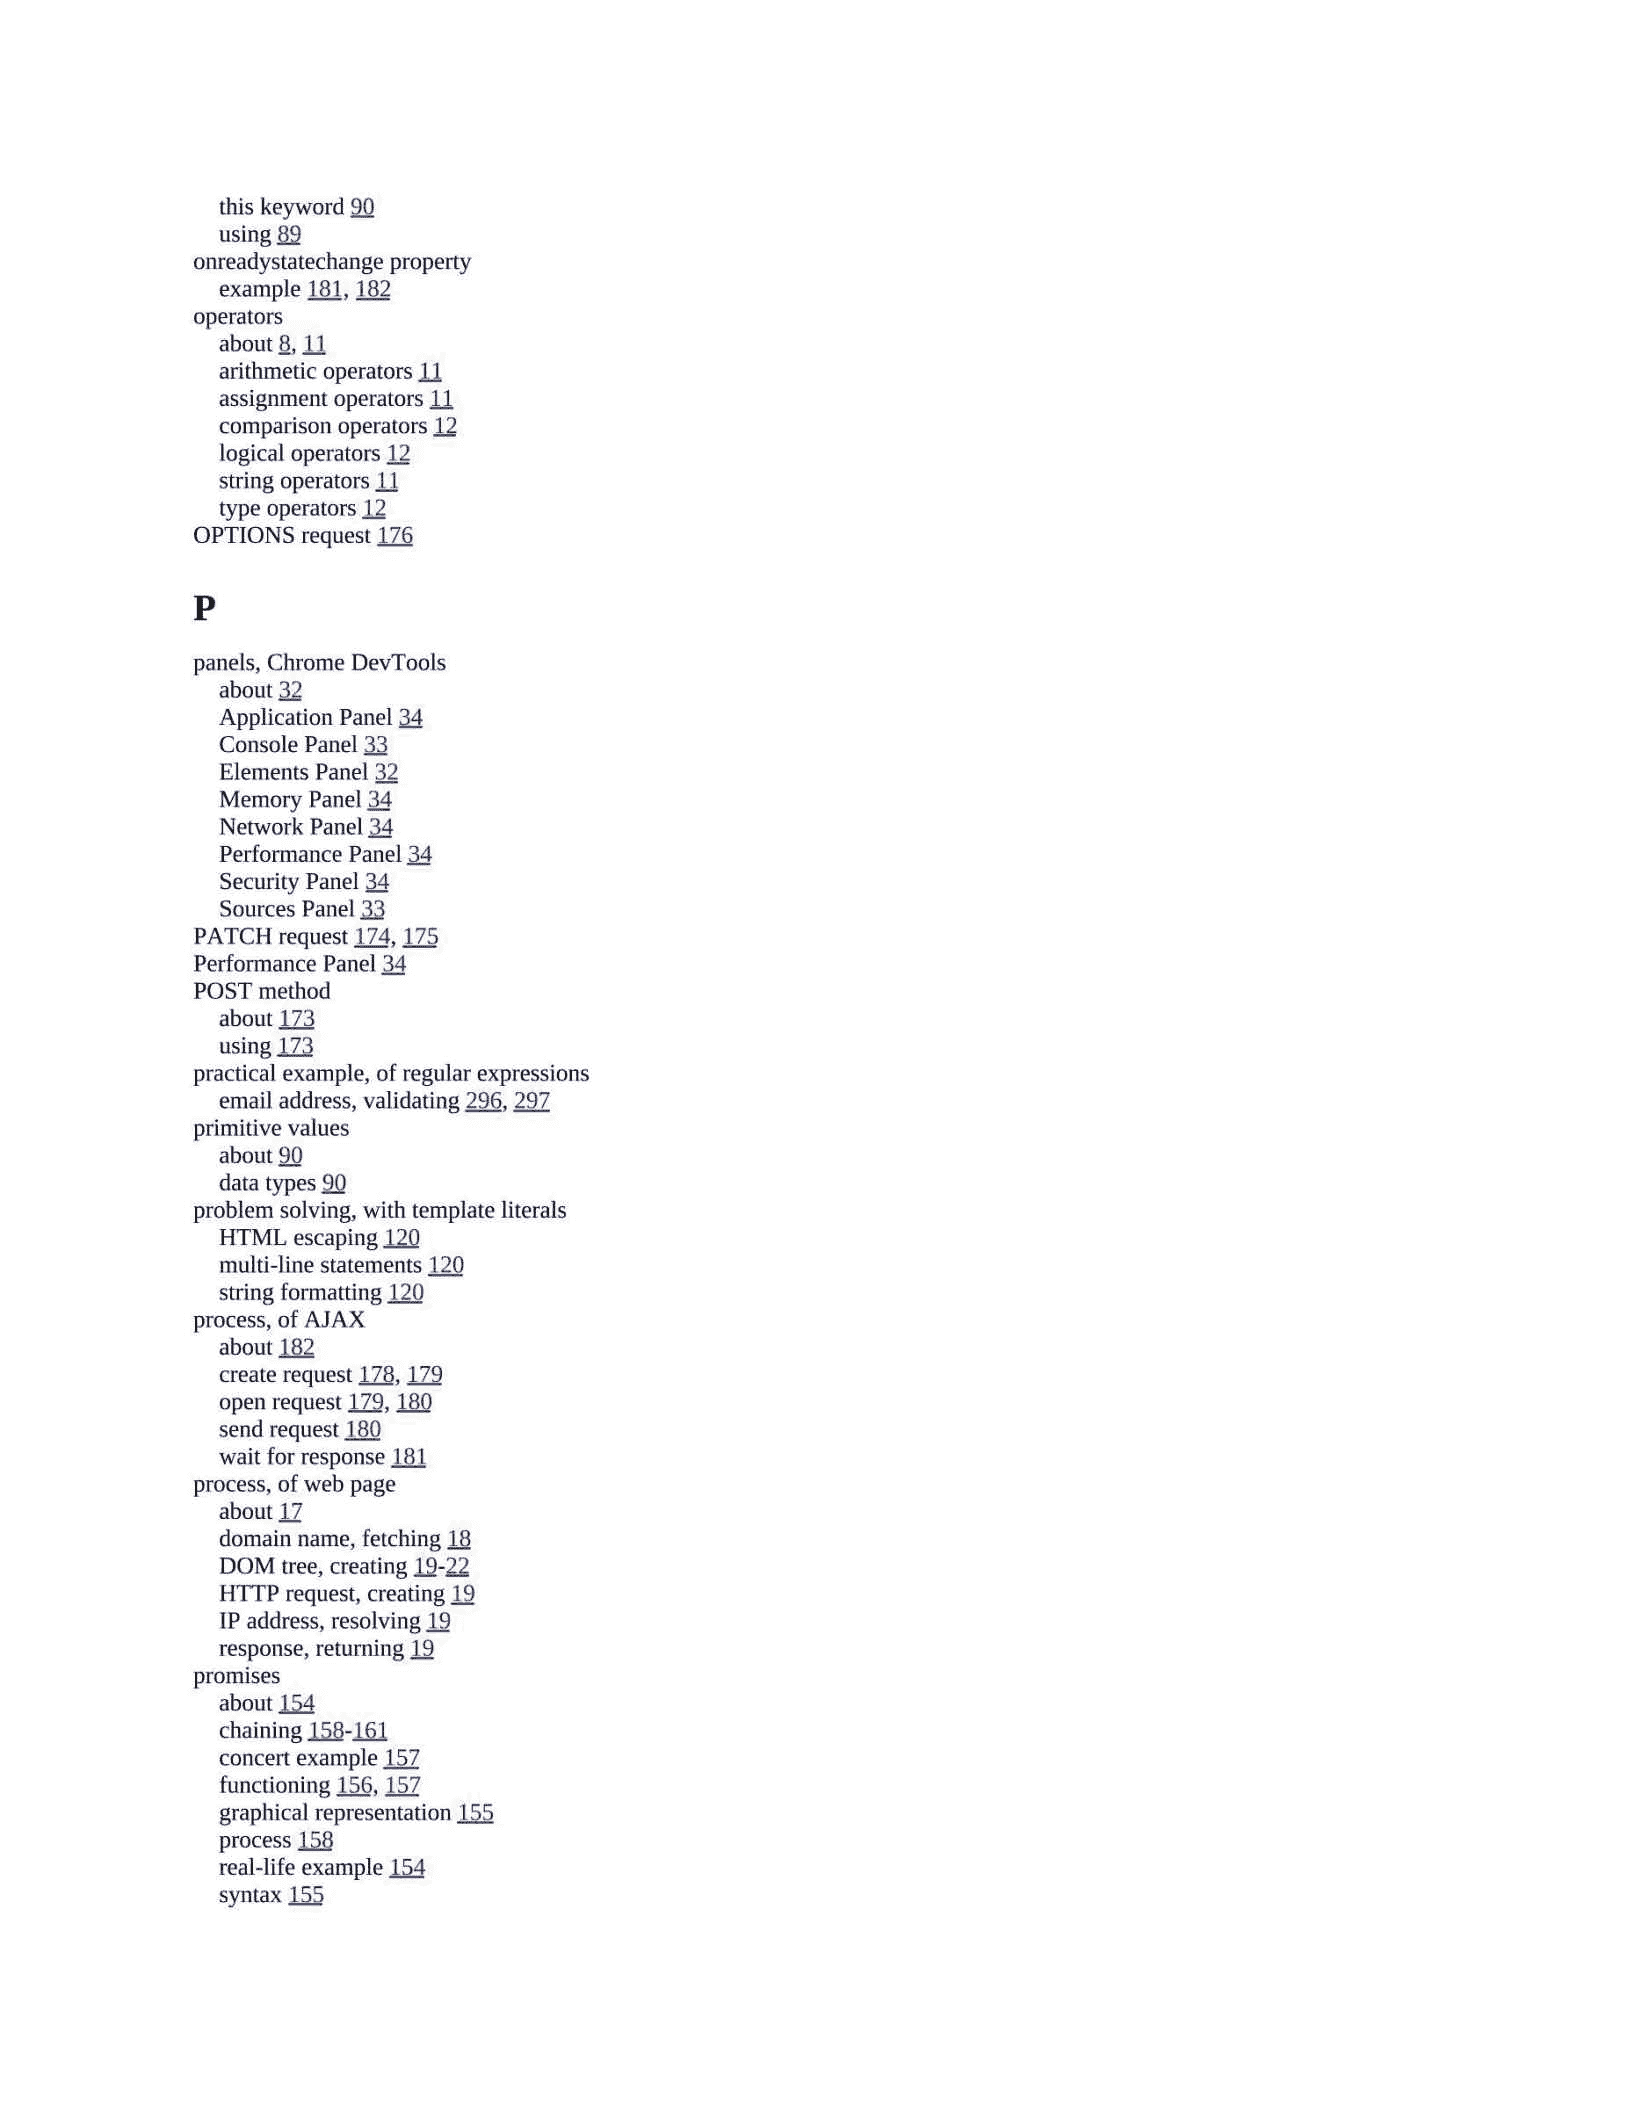 this keyword 90
using 89
onreadystatechange property
example 181, 182
operators
about 8, 11
arithmetic operators 11
assignment operators 11
comparison operators 12
logical operators 12
string operators 11
type operators 12
OPTIONS request 176
P
panels, Chrome DevTools
about 32
Application Panel 34
Console Panel 33
Elements Panel 32
Memory Panel 34
Network Panel 34
Performance Panel 34
Security Panel 34
Sources Panel 33
PATCH request 174, 175
Performance Panel 34
POST method
about 173
using 173
practical example, of regular expressions
email address, validating 296, 297
primitive values
about 90
data types 90
problem solving, with template literals
HTML escaping 120
multi-line statements 120
string formatting 120
process, of AJAX
about 182
create request 178, 179
open request 179, 180
send request 180
wait for response 181
process, of web page
about 17
domain name, fetching 18
DOM tree, creating 19-22
HTTP request, creating 19
IP address, resolving 19
response, returning 19
promises
about 154
chaining 158-161
concert example 157
functioning 156, 157
graphical representation 155
process 158
real-life example 154
syntax 155